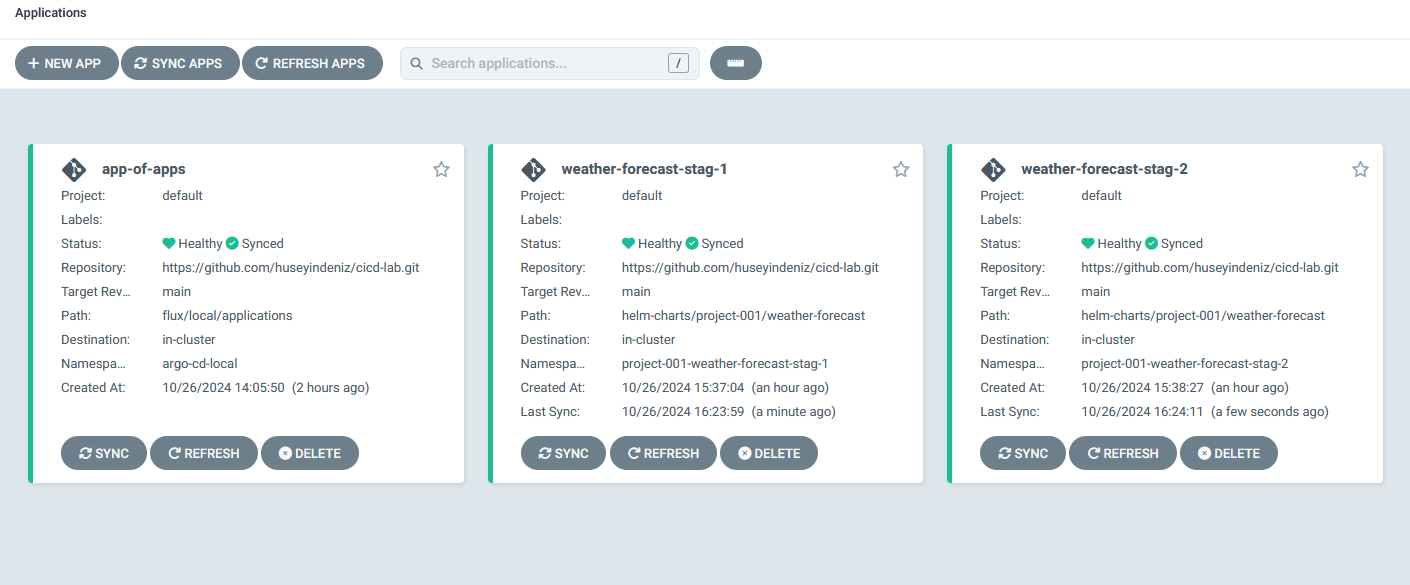 Applications
NEW APP SYNC APPS REFRESH APPS Search applications... / 
app-of-apps
Project: default
Labels:
Status: Healthy Synced
Repository: https://github.com/huseyindeniz/cicd-lab.git
Target Rev... main
Path: flux/local/applications
Destination: in-cluster
Namespa... argo-cd-local
Created At: 10/26/2024 14:05:50 (2 hours ago)
SYNC REFRESH DELETE
weather-forecast-stag-1
Project: default
Labels:
Status: Healthy Synced
Repository: https://github.com/huseyindeniz/cicd-lab.git
Target Rev... main
Path: helm-charts/project-001/weather-forecast
Destination: in-cluster
Namespa... project-001-weather-forecast-stag-1
Created At: 10/26/2024 15:37:04 (an hour ago)
Last Sync: 10/26/2024 16:23:59 (a minute ago)
SYNC REFRESH DELETE
weather-forecast-stag-2
Project: default
Labels:
Status: Healthy Synced
Repository: https://github.com/huseyindeniz/cicd-lab.git
Target Rev... main
Path: helm-charts/project-001/weather-forecast
Destination: in-cluster
Namespa... project-001-weather-forecast-stag-2
Created At: 10/26/2024 15:38:27 (an hour ago)
Last Sync: 10/26/2024 16:24:11 (a few seconds ago)
SYNC REFRESH DELETE